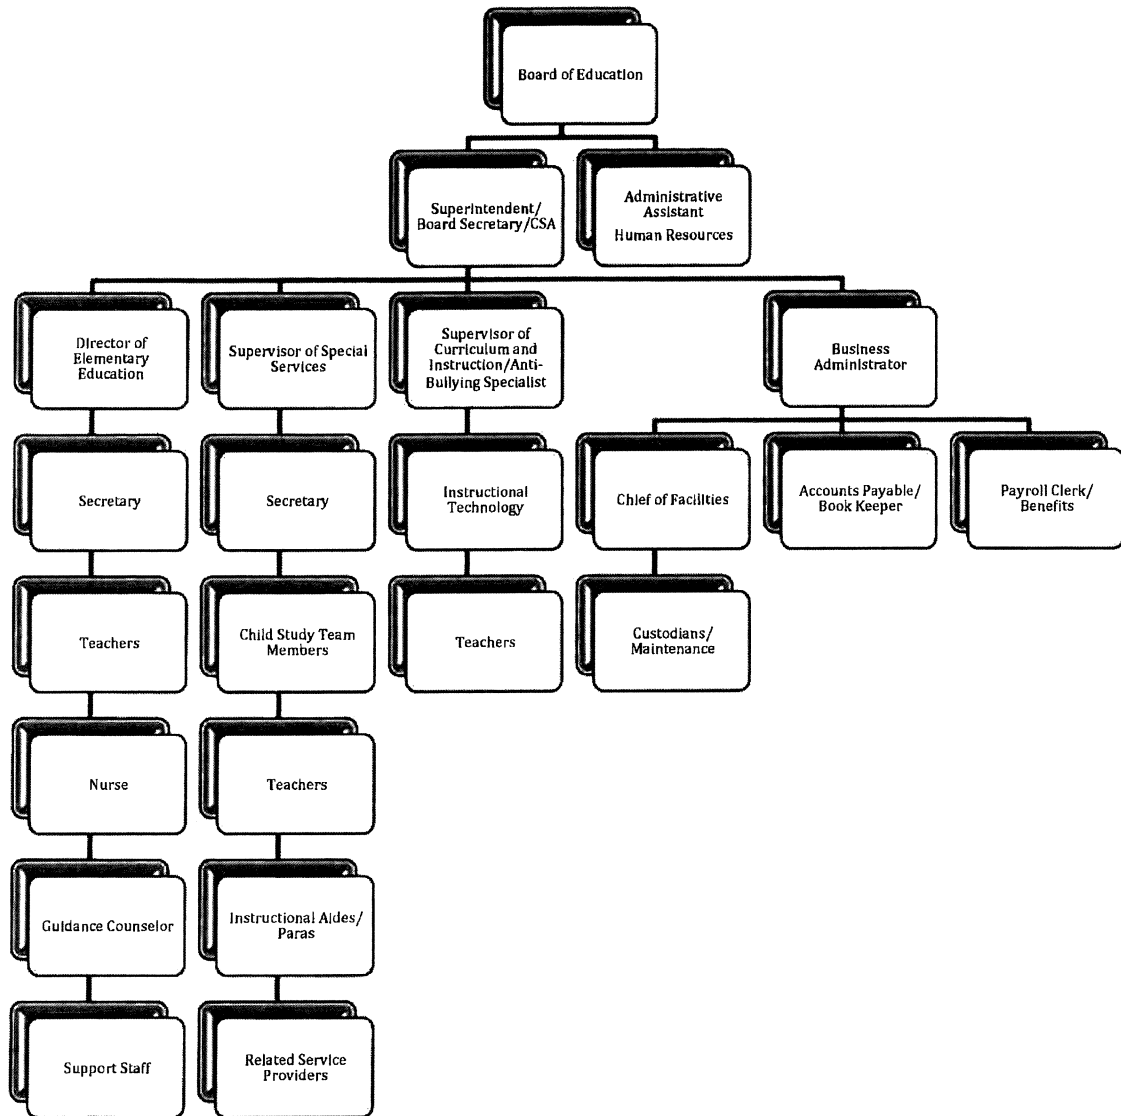 Board of Education
Superintendent/
Board Secretary/CSA
Administrative
Assistant
Human Resources
Director of
Elementary
Education
Supervisor of Special
Services
Supervisor of
Curriculum and
Instruction/Anti-
Bullying Specialist
Business
Administrator
Secretary
Secretary
Instructional
Technology
Chief of Facilities
Accounts Payable/
Book Keeper
Payroll Clerk/
Benefits
Teachers
Child Study Team
Members
Teachers
Custodians/
Maintenance
Nurse
Teachers
Guidance Counselor
Instructional Aides/
Paras
Support Staff
Related Service
Providers